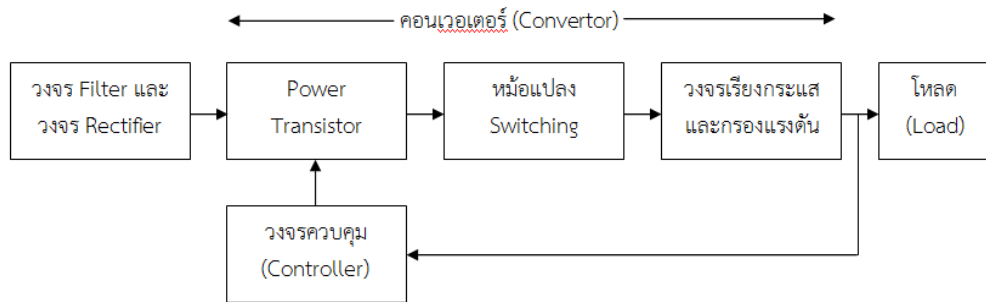 คอนเวอเตอร์ (Convertor)
วงจร Filter และ
วงจร Rectifier
Power
Transistor
หม้อแปลง
Switching
วงจรเรียงกระแส
และกรองแรงดัน
โหลด
(Load)
วงจรควบคุม
(Controller)